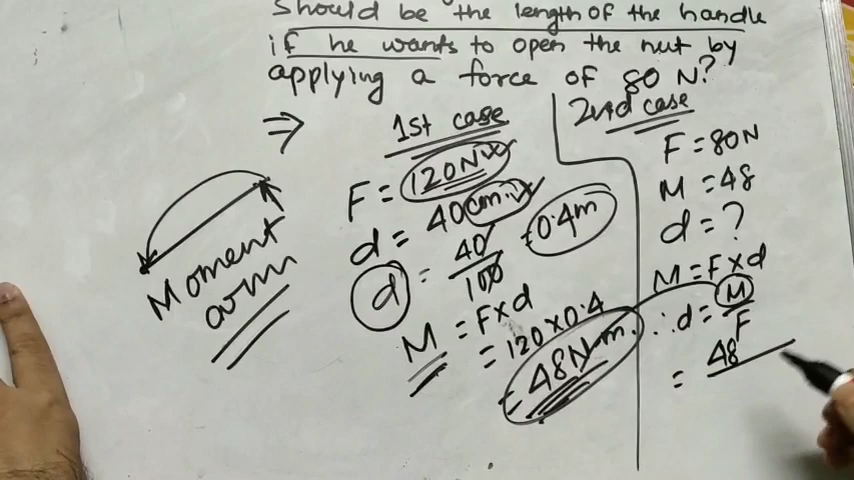 should be the length of the handle
if he wants to open the nut by
applying a force of 80 N?
⇒ 1st case
F = 120N
d = 40cm
d = 40/100 = 0.4m
M = F×d
= 120×0.4
= 48N.m.
Moment
arm
2nd case
F = 80N
M = 48
d = ?
M = F×d
∴ d = M/F
= 48